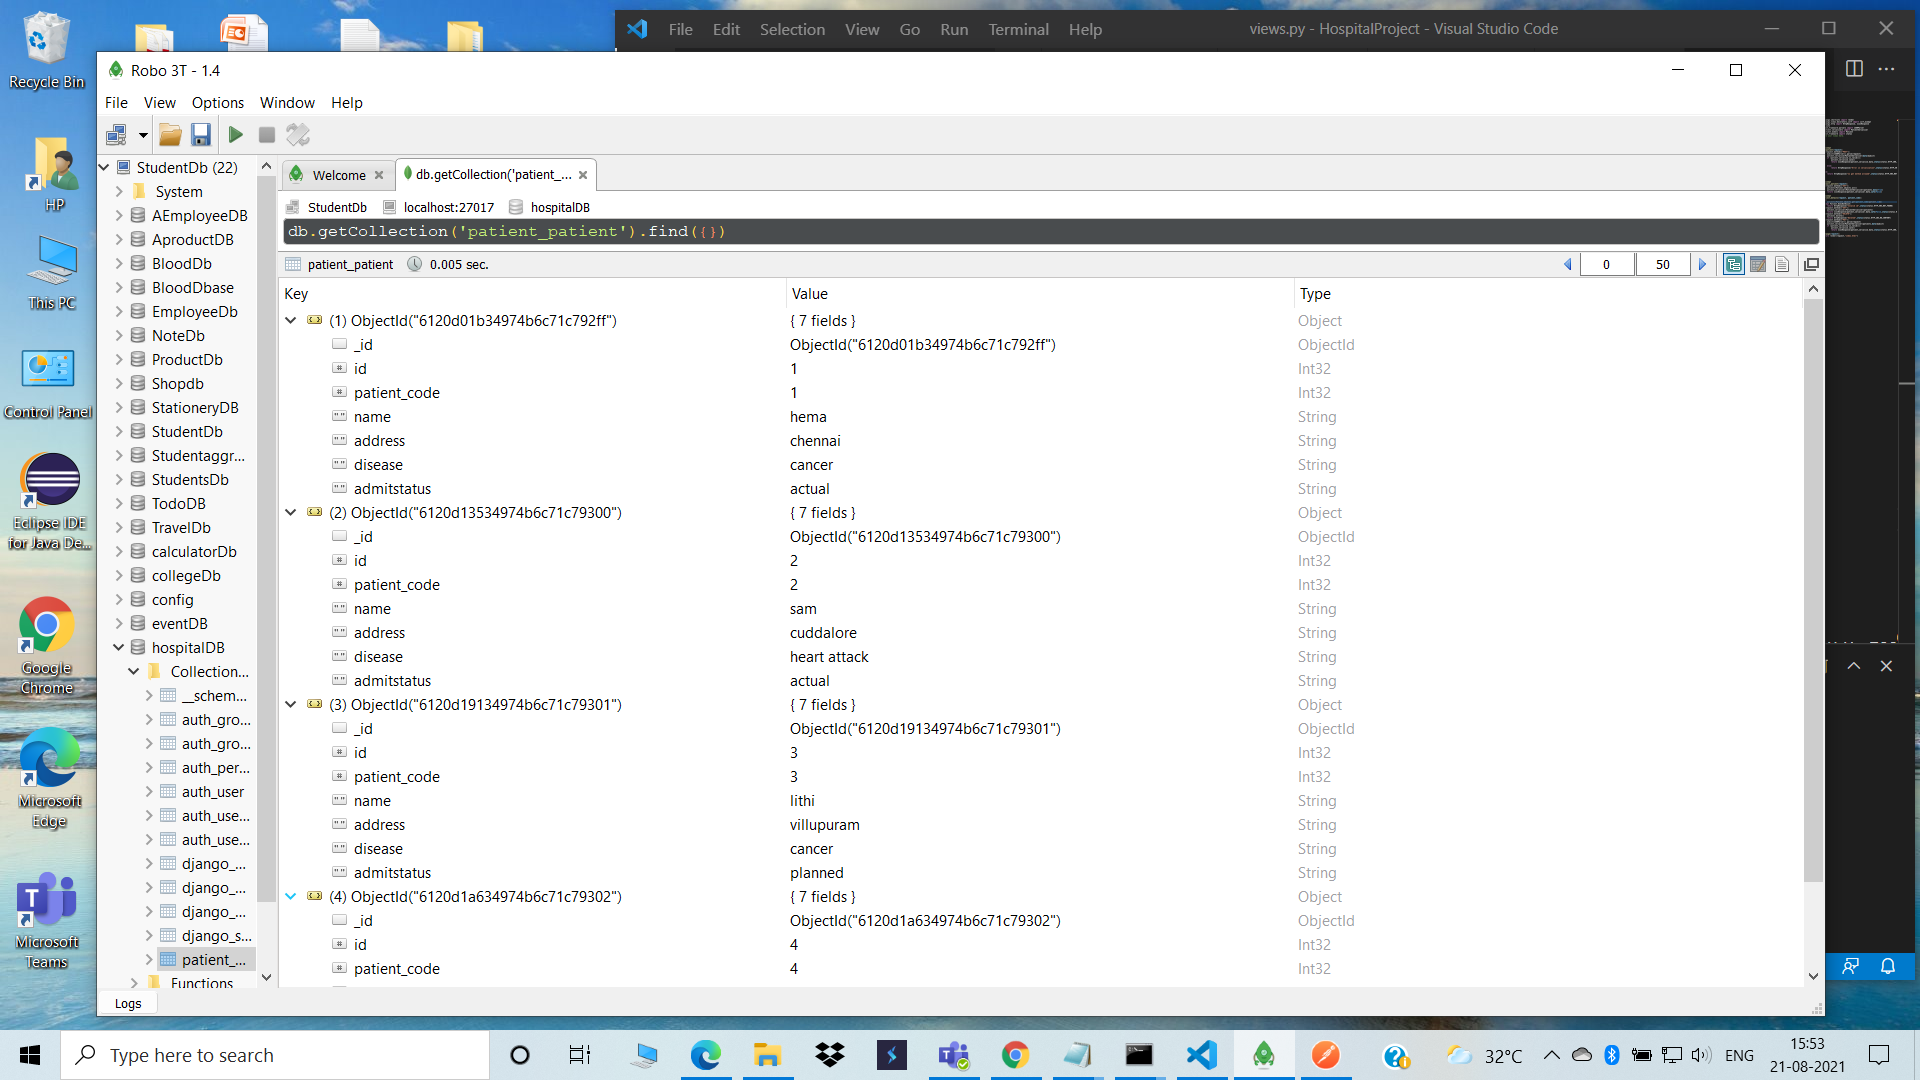 File Edit Selection View Go Run Terminal Help
views.py - HospitalProject - Visual Studio Code
Recycle Bin
HP
This PC
Control Panel
Eclipse IDE
for Java De...
Google
Chrome
Microsoft
Edge
Microsoft
Teams
Robo 3T - 1.4
File View Options Window Help
StudentDb (22)
System
AEmployeeDB
AproductDB
BloodDb
BloodDbase
EmployeeDb
NoteDb
ProductDb
Shopdb
StationeryDB
StudentDb
Studentaggr...
StudentsDb
TodoDB
TravelDb
calculatorDb
collegeDb
config
eventDB
hospitalDB
Collection...
__schem...
auth_gro...
auth_gro...
auth_per...
auth_user
auth_use...
auth_use...
django_...
django_...
django_...
django_s...
patient_...
Functions
Logs
Welcome
db.getCollection('patient_...
StudentDb localhost:27017 hospitalDB
db.getCollection('patient_patient').find({})
patient_patient 0.005 sec.
0 50
Key Value Type
(1) ObjectId("6120d01b34974b6c71c792ff") { 7 fields } Object
_id ObjectId("6120d01b34974b6c71c792ff") ObjectId
id 1 Int32
patient_code 1 Int32
name hema String
address chennai String
disease cancer String
admitstatus actual String
(2) ObjectId("6120d13534974b6c71c79300") { 7 fields } Object
_id ObjectId("6120d13534974b6c71c79300") ObjectId
id 2 Int32
patient_code 2 Int32
name sam String
address cuddalore String
disease heart attack String
admitstatus actual String
(3) ObjectId("6120d19134974b6c71c79301") { 7 fields } Object
_id ObjectId("6120d19134974b6c71c79301") ObjectId
id 3 Int32
patient_code 3 Int32
name lithi String
address villupuram String
disease cancer String
admitstatus planned String
(4) ObjectId("6120d1a634974b6c71c79302") { 7 fields } Object
_id ObjectId("6120d1a634974b6c71c79302") ObjectId
id 4 Int32
patient_code 4 Int32
Type here to search
32°C
ENG
15:53
21-08-2021